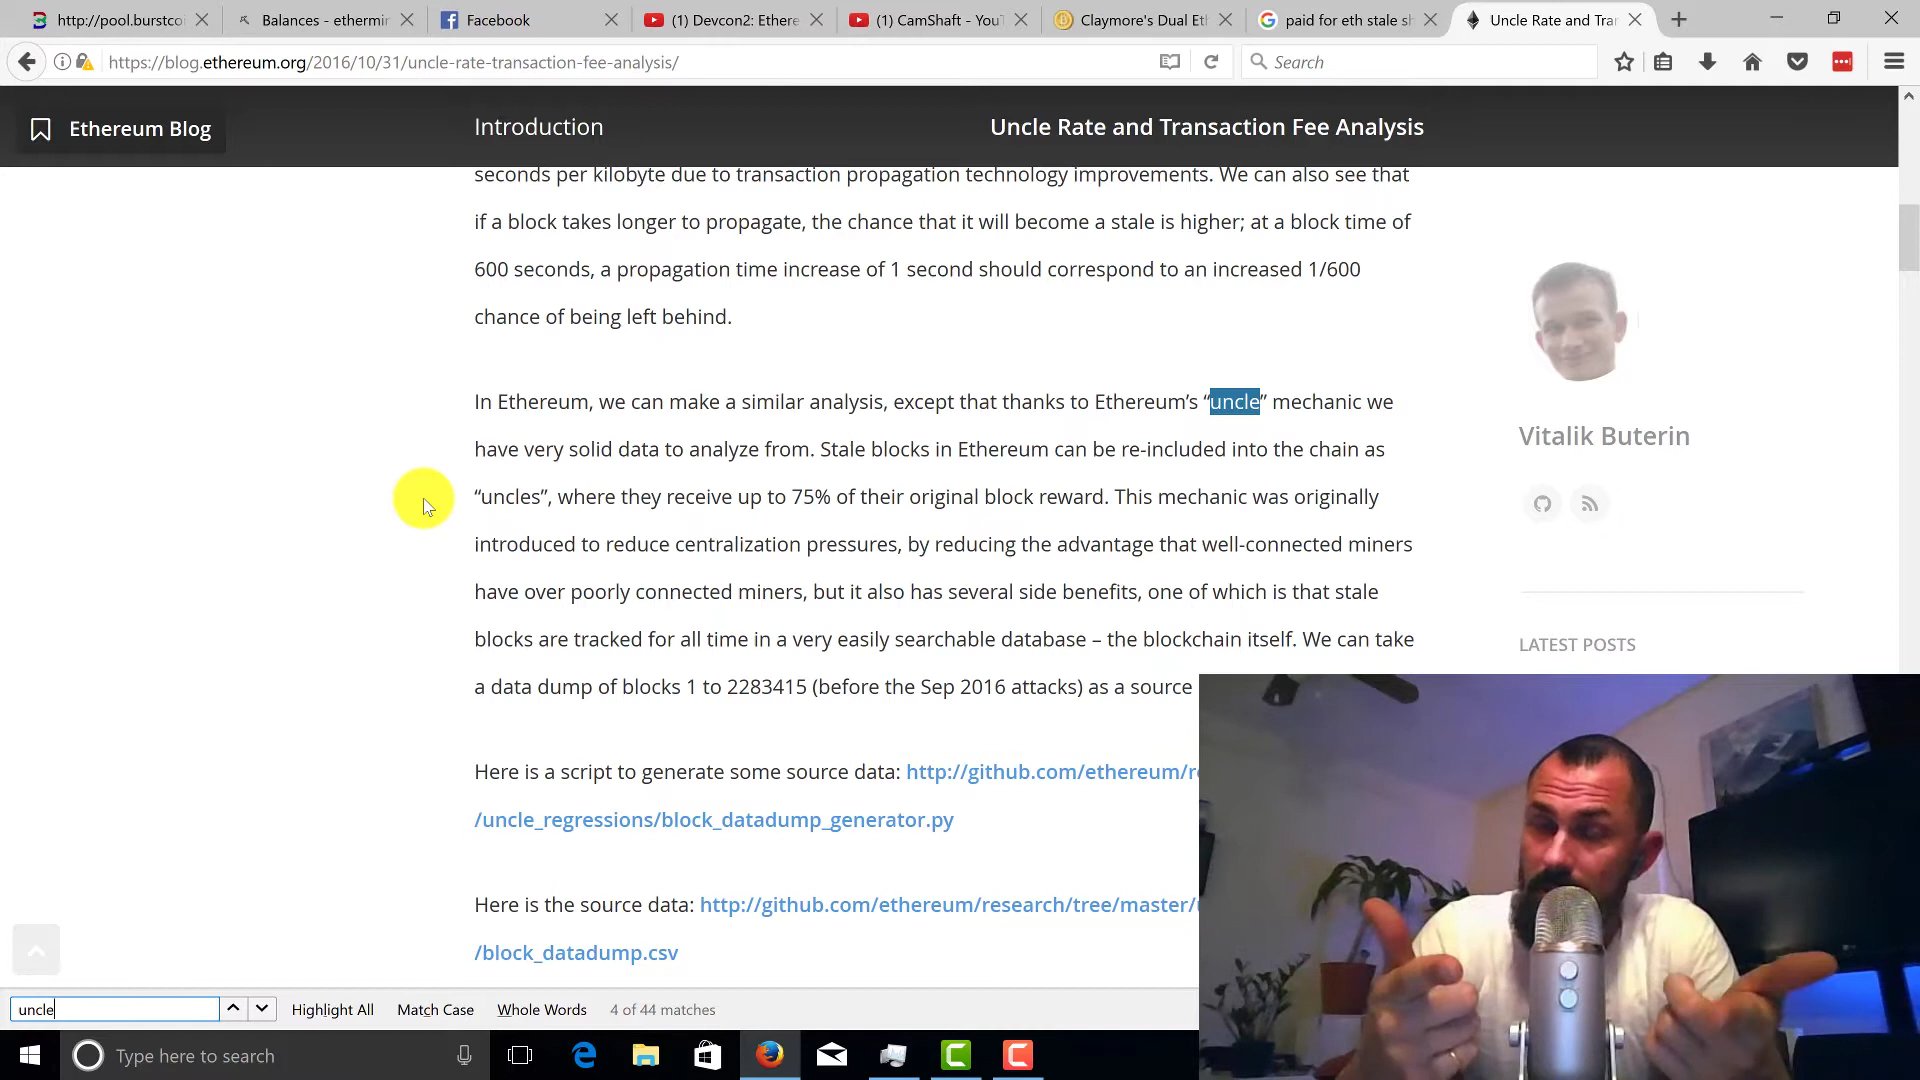 http://pool.burstcoi
Balances - ethermin
Facebook
(1) Devcon2: Ethere
(1) CamShaft - YouT
Claymore's Dual Eth
paid for eth stale sh
Uncle Rate and Tran
https://blog.ethereum.org/2016/10/31/uncle-rate-transaction-fee-analysis/
Search
Ethereum Blog
Introduction
Uncle Rate and Transaction Fee Analysis
seconds per kilobyte due to transaction propagation technology improvements. We can also see that
if a block takes longer to propagate, the chance that it will become a stale is higher; at a block time of
600 seconds, a propagation time increase of 1 second should correspond to an increased 1/600
chance of being left behind.
In Ethereum, we can make a similar analysis, except that thanks to Ethereum’s “uncle” mechanic we
have very solid data to analyze from. Stale blocks in Ethereum can be re-included into the chain as
“uncles”, where they receive up to 75% of their original block reward. This mechanic was originally
introduced to reduce centralization pressures, by reducing the advantage that well-connected miners
have over poorly connected miners, but it also has several side benefits, one of which is that stale
blocks are tracked for all time in a very easily searchable database – the blockchain itself. We can take
a data dump of blocks 1 to 2283415 (before the Sep 2016 attacks) as a source
Here is a script to generate some source data: http://github.com/ethereum/re
/uncle_regressions/block_datadump_generator.py
Here is the source data: http://github.com/ethereum/research/tree/master/
/block_datadump.csv
Vitalik Buterin
LATEST POSTS
uncle
Highlight All
Match Case
Whole Words
4 of 44 matches
Type here to search